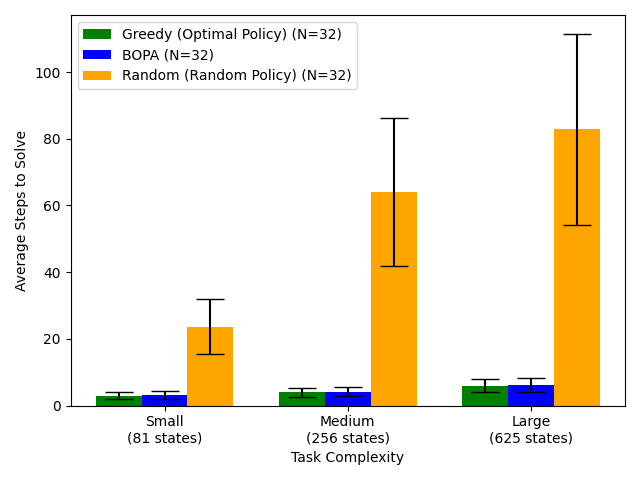 Greedy (Optimal Policy) (N=32)
BOPA (N=32)
Random (Random Policy) (N=32)
Average Steps to Solve
100
80
60
40
20
0
Small
(81 states)
Medium
(256 states)
Large
(625 states)
Task Complexity